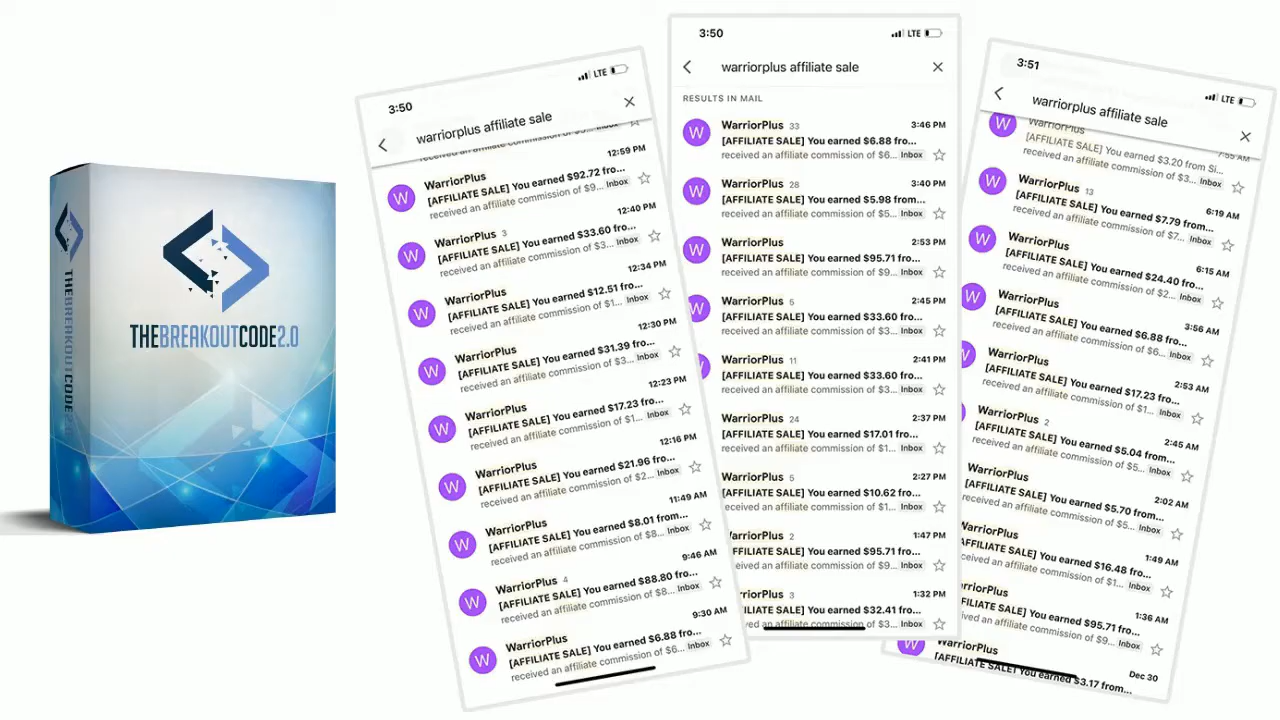 THEBREAKOUTCODE2.0
THEBREAKOUTCODE2.0
3:50
LTE
warriorplus affiliate sale
12:59 PM
WarriorPlus
[AFFILIATE SALE] You earned $92.72 fro...
received an affiliate commission of $9... Inbox
12:40 PM
WarriorPlus 3
[AFFILIATE SALE] You earned $33.60 fro...
received an affiliate commission of $3... Inbox
12:34 PM
WarriorPlus
[AFFILIATE SALE] You earned $12.51 fro...
received an affiliate commission of $1... Inbox
12:30 PM
WarriorPlus
[AFFILIATE SALE] You earned $31.39 fro...
received an affiliate commission of $3... Inbox
12:23 PM
WarriorPlus
[AFFILIATE SALE] You earned $17.23 fro...
received an affiliate commission of $1... Inbox
12:16 PM
WarriorPlus
[AFFILIATE SALE] You earned $21.96 fro...
received an affiliate commission of $2... Inbox
11:49 AM
WarriorPlus
[AFFILIATE SALE] You earned $8.01 from...
received an affiliate commission of $8... Inbox
9:46 AM
WarriorPlus 4
[AFFILIATE SALE] You earned $88.80 fro...
received an affiliate commission of $8... Inbox
9:30 AM
WarriorPlus
[AFFILIATE SALE] You earned $6.88 fro...
received an affiliate commission of $6... Inbox
3:50
LTE
warriorplus affiliate sale
RESULTS IN MAIL
WarriorPlus 33 3:46 PM
[AFFILIATE SALE] You earned $6.88 fro...
received an affiliate commission of $6... Inbox
WarriorPlus 28 3:40 PM
[AFFILIATE SALE] You earned $5.98 from...
received an affiliate commission of $5... Inbox
WarriorPlus 2:53 PM
[AFFILIATE SALE] You earned $95.71 fro...
received an affiliate commission of $9... Inbox
WarriorPlus 5 2:45 PM
[AFFILIATE SALE] You earned $33.60 fro...
received an affiliate commission of $3... Inbox
WarriorPlus 11 2:41 PM
[AFFILIATE SALE] You earned $33.60 fro...
received an affiliate commission of $3... Inbox
WarriorPlus 24 2:37 PM
[AFFILIATE SALE] You earned $17.01 fro...
received an affiliate commission of $1... Inbox
WarriorPlus 5 2:27 PM
[AFFILIATE SALE] You earned $10.62 fro...
received an affiliate commission of $1... Inbox
WarriorPlus 2 1:47 PM
AFFILIATE SALE] You earned $95.71 fro...
received an affiliate commission of $9... Inbox
rriorPlus 3 1:32 PM
FILIATE SALE] You earned $32.41 fro...
received an affiliate commission of $3... Inbox
3:51
LTE
warriorplus affiliate sale
WarriorPlus
7:55 AM
[AFFILIATE SALE] You earned $3.20 from Si...
received an affiliate commission of $3... Inbox
WarriorPlus 13
6:19 AM
[AFFILIATE SALE] You earned $7.79 from...
received an affiliate commission of $7... Inbox
WarriorPlus
6:15 AM
[AFFILIATE SALE] You earned $24.40 fro...
received an affiliate commission of $2... Inbox
WarriorPlus
3:56 AM
[AFFILIATE SALE] You earned $6.88 fro...
received an affiliate commission of $6... Inbox
WarriorPlus
2:53 AM
[AFFILIATE SALE] You earned $17.23 fro...
received an affiliate commission of $1... Inbox
WarriorPlus 2
2:45 AM
[AFFILIATE SALE] You earned $5.04 from...
received an affiliate commission of $5... Inbox
WarriorPlus
2:02 AM
[AFFILIATE SALE] You earned $5.70 from...
received an affiliate commission of $5... Inbox
WarriorPlus
1:49 AM
[AFFILIATE SALE] You earned $16.48 from...
received an affiliate commission of $1... Inbox
rriorPlus
1:36 AM
[AFFILIATE SALE] You earned $95.71 fro...
received an affiliate commission of $9... Inbox
WarriorPlus
Dec 30
[AFFILIATE SALE] You earned $3.17 from...